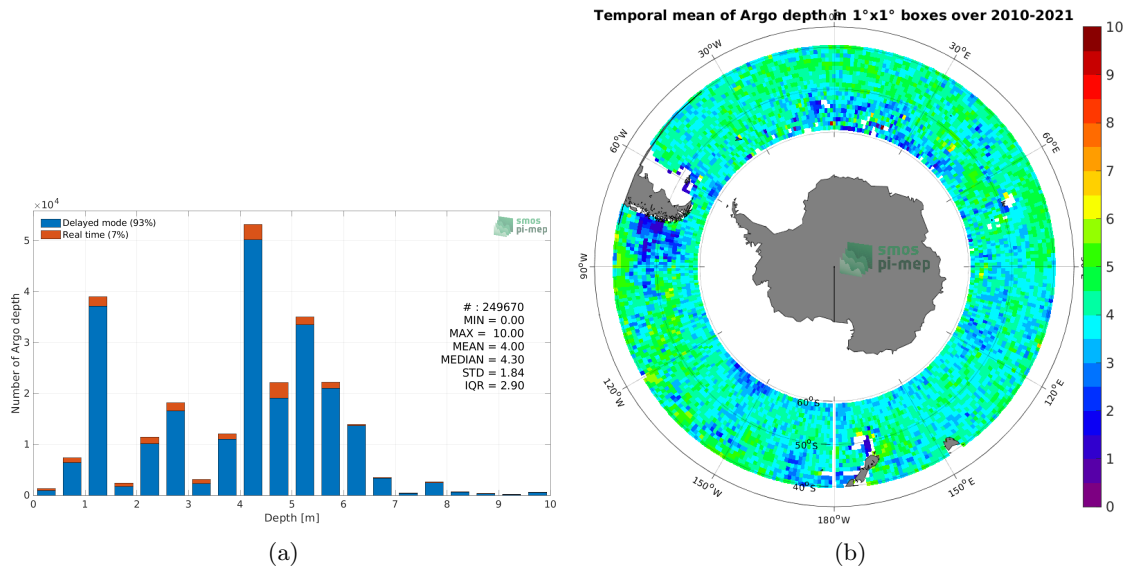 Temporal mean of Argo depth in 1°x1° boxes over 2010-2021
×10⁴
Delayed mode (93%)
Real time (7%)
smos
pi-mep
# : 249670
MIN = 0.00
MAX = 10.00
MEAN = 4.00
MEDIAN = 4.30
STD = 1.84
IQR = 2.90
Number of Argo depth
5
4
3
2
1
0
0 1 2 3 4 5 6 7 8 9 10
Depth [m]
(a)
30°W
30°E
60°W
60°E
90°W
120°W
120°E
150°W
150°E
180°W
60°S
50°S
40°S
smos
pi-mep
10
9
8
7
6
5
4
3
2
1
0
(b)